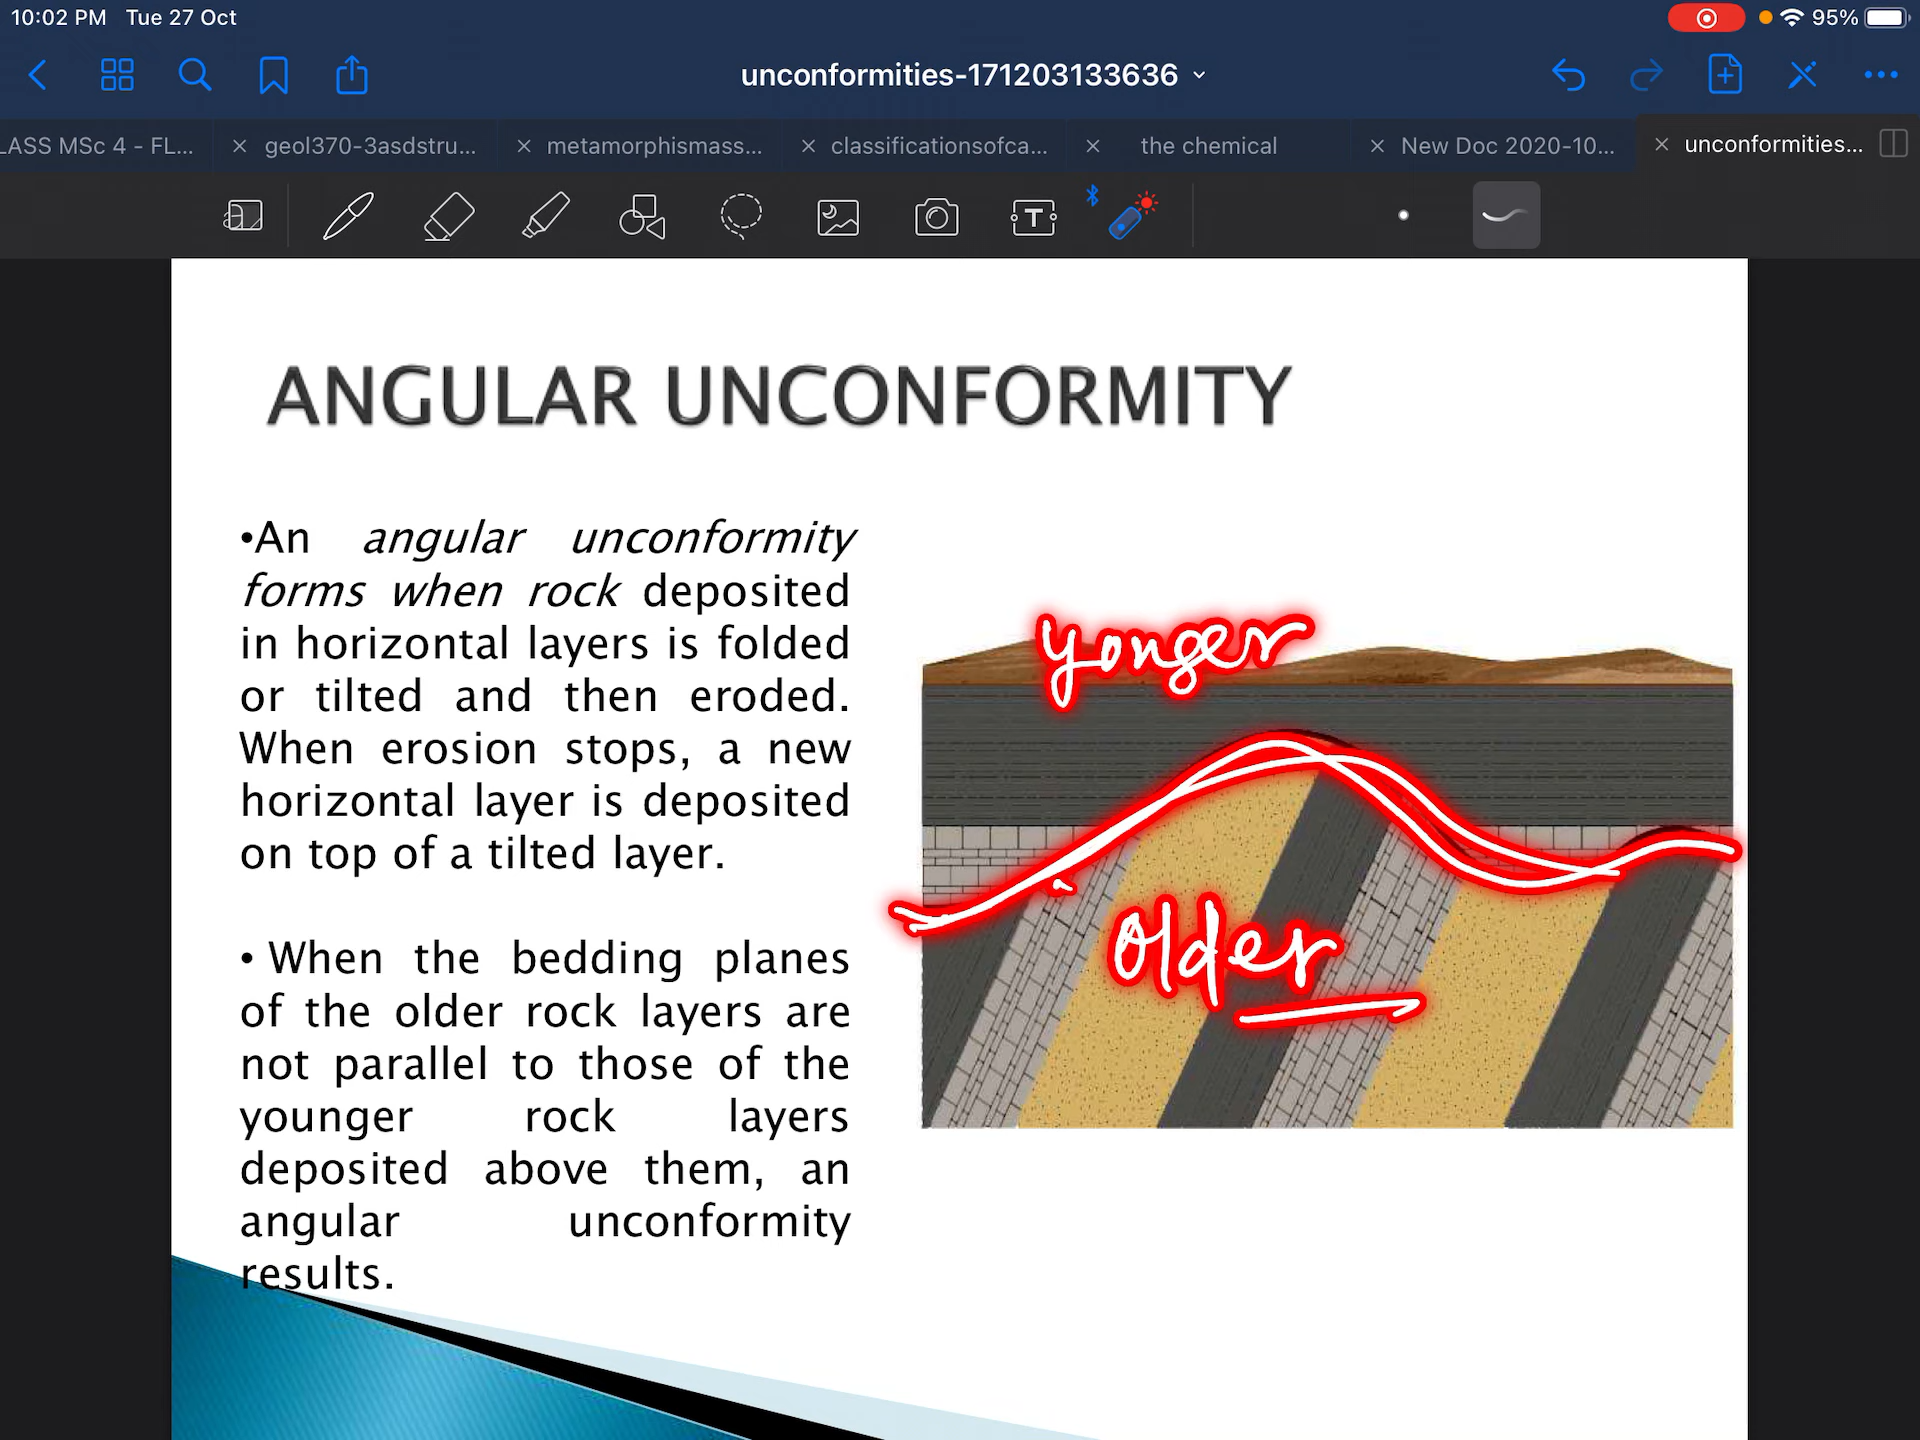 10:02 PM Tue 27 Oct
95%
unconformities-171203133636
LASS MSc 4 - FL...
geol370-3asdstru...
metamorphismass...
classificationsofca...
the chemical
New Doc 2020-10...
unconformities...
ANGULAR UNCONFORMITY
•An angular unconformity
forms when rock deposited
in horizontal layers is folded
or tilted and then eroded.
When erosion stops, a new
horizontal layer is deposited
on top of a tilted layer.
• When the bedding planes
of the older rock layers are
not parallel to those of the
younger rock layers
deposited above them, an
angular unconformity
results.
yonger
older